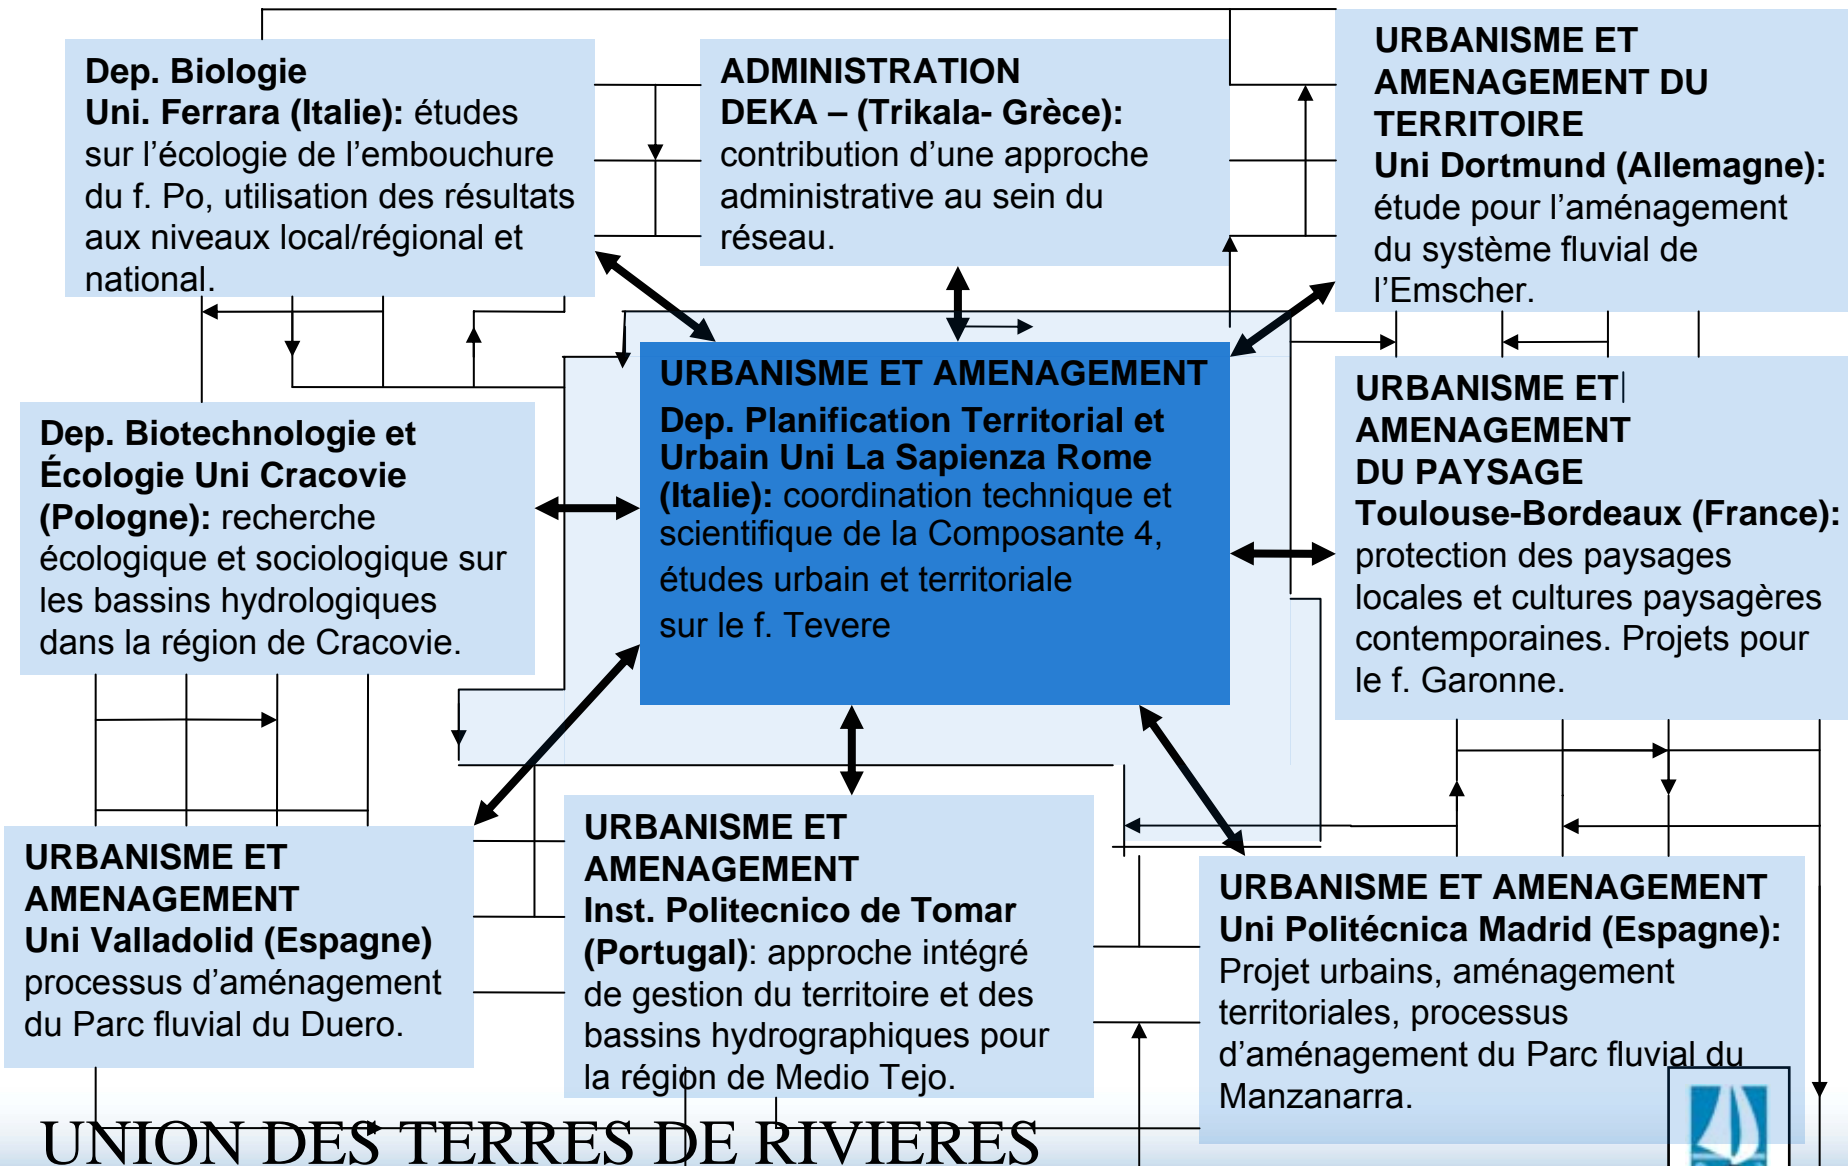 Dep. Biologie
Uni. Ferrara (Italie): études
sur l’écologie de l’embouchure
du f. Po, utilisation des résultats
aux niveaux local/régional et
national.
ADMINISTRATION
DEKA – (Trikala- Grèce):
contribution d’une approche
administrative au sein du
réseau.
URBANISME ET
AMENAGEMENT DU
TERRITOIRE
Uni Dortmund (Allemagne):
étude pour l’aménagement
du système fluvial de
l’Emscher.
Dep. Biotechnologie et
Écologie Uni Cracovie
(Pologne): recherche
écologique et sociologique sur
les bassins hydrologiques
dans la région de Cracovie.
URBANISME ET AMENAGEMENT
Dep. Planification Territorial et
Urbain Uni La Sapienza Rome
(Italie): coordination technique et
scientifique de la Composante 4,
études urbain et territoriale
sur le f. Tevere
URBANISME ET
AMENAGEMENT
DU PAYSAGE
Toulouse-Bordeaux (France):
protection des paysages
locales et cultures paysagères
contemporaines. Projets pour
le f. Garonne.
URBANISME ET
AMENAGEMENT
Uni Valladolid (Espagne)
processus d’aménagement
du Parc fluvial du Duero.
URBANISME ET
AMENAGEMENT
Inst. Politecnico de Tomar
(Portugal): approche intégré
de gestion du territoire et des
bassins hydrographiques pour
la région de Medio Tejo.
URBANISME ET AMENAGEMENT
Uni Politécnica Madrid (Espagne):
Projet urbains, aménagement
territoriales, processus
d’aménagement du Parc fluvial du
Manzanarra.
UNION DES TERRES DE RIVIERES